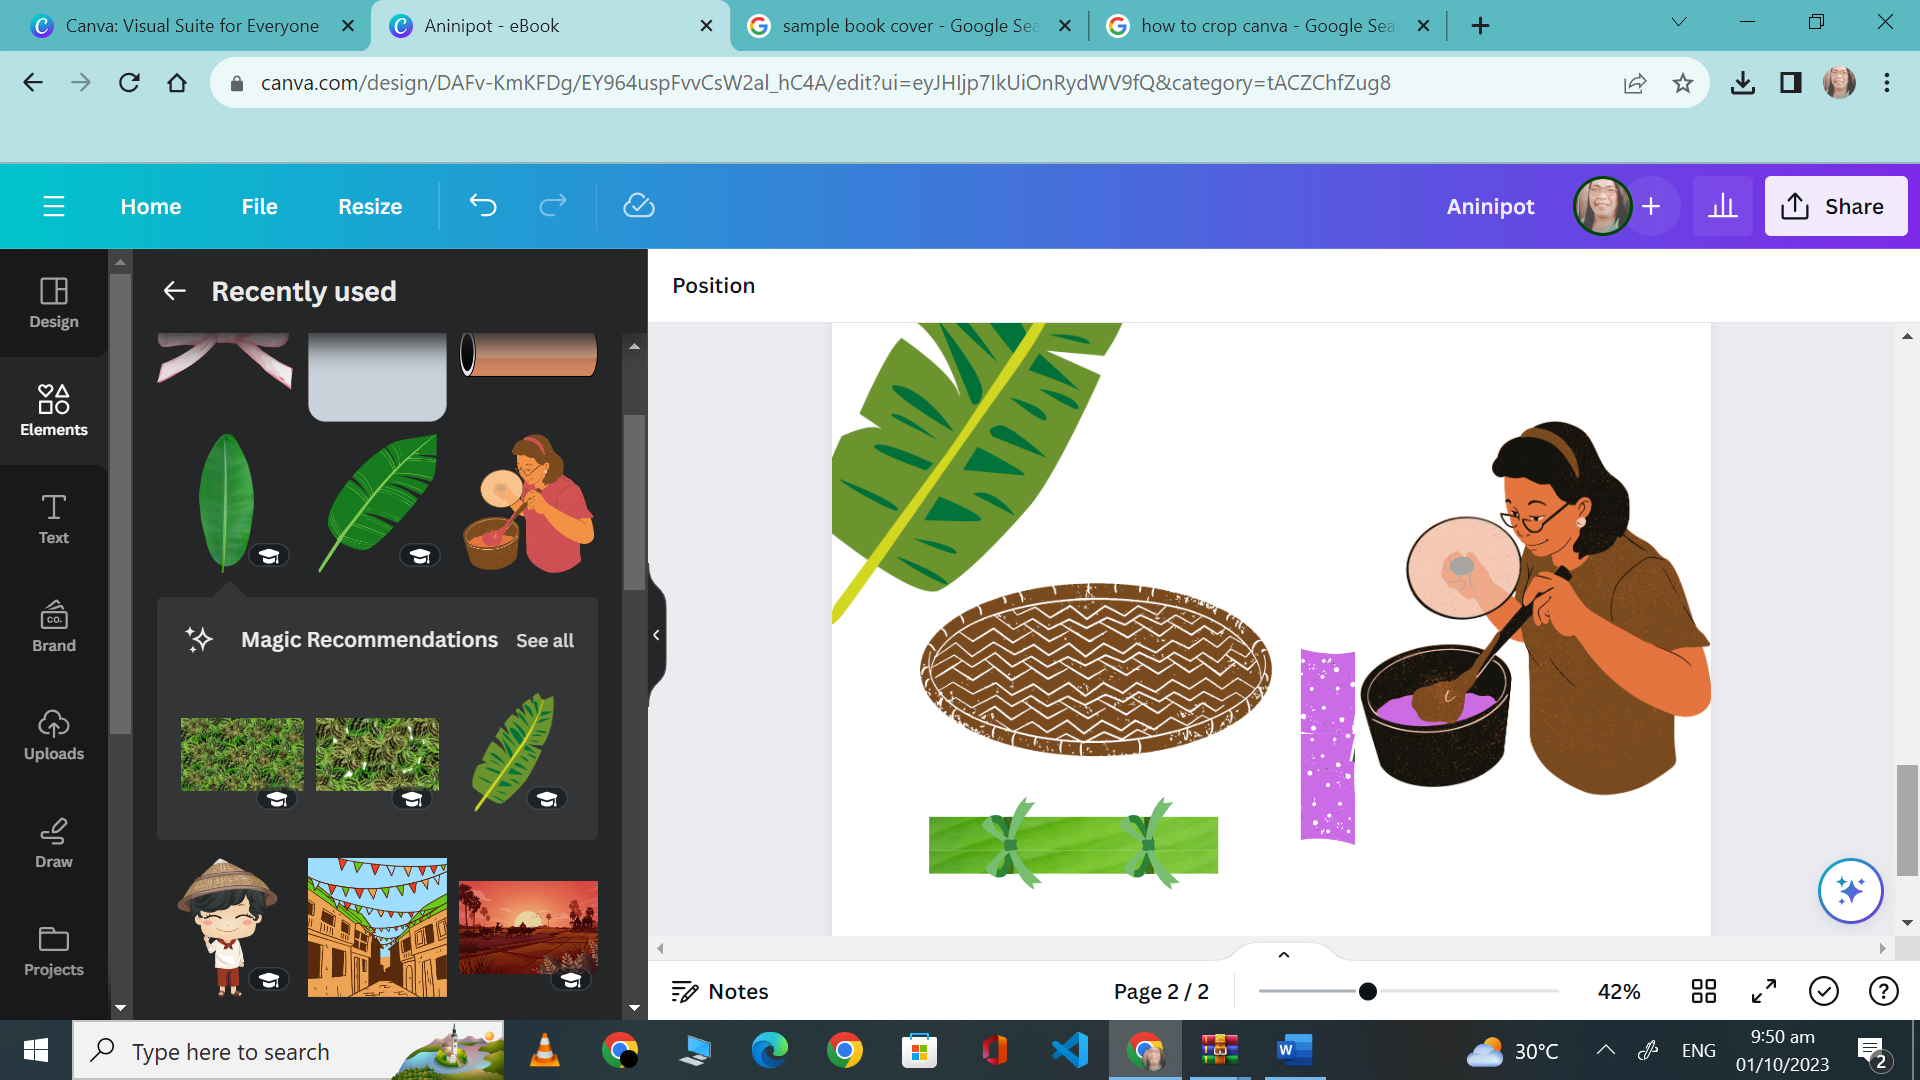 Canva: Visual Suite for Everyone
Aninipot - eBook
sample book cover - Google Sea
how to crop canva - Google Sea
canva.com/design/DAFv-KmKFDg/EY964uspFvvCsW2al_hC4A/edit?ui=eyJHIjp7IkUiOnRydWV9fQ&category=tACZChfZug8
Home
File
Resize
Aninipot
Share
Design
Elements
Text
Brand
Uploads
Draw
Projects
Recently used
Magic Recommendations
See all
Position
Notes
Page 2 / 2
42%
Type here to search
30°C
ENG
9:50 am
01/10/2023
2